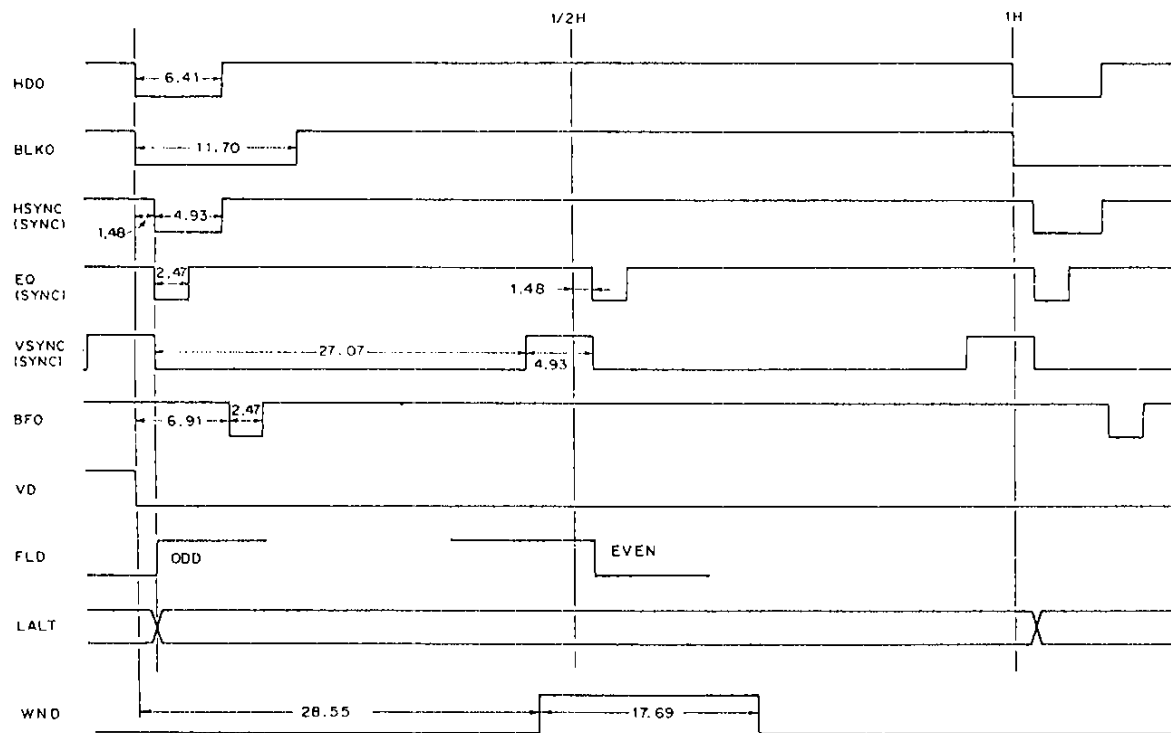 1/2H
1H
HDO
6.41
BLKO
11.70
HSYNC
(SYNC)
4.93
1.48
EQ
(SYNC)
2.47
1.48
VSYNC
(SYNC)
27.07
4.93
BFO
6.91
2.47
VD
FLD
ODD
EVEN
LALT
WND
28.55
17.69